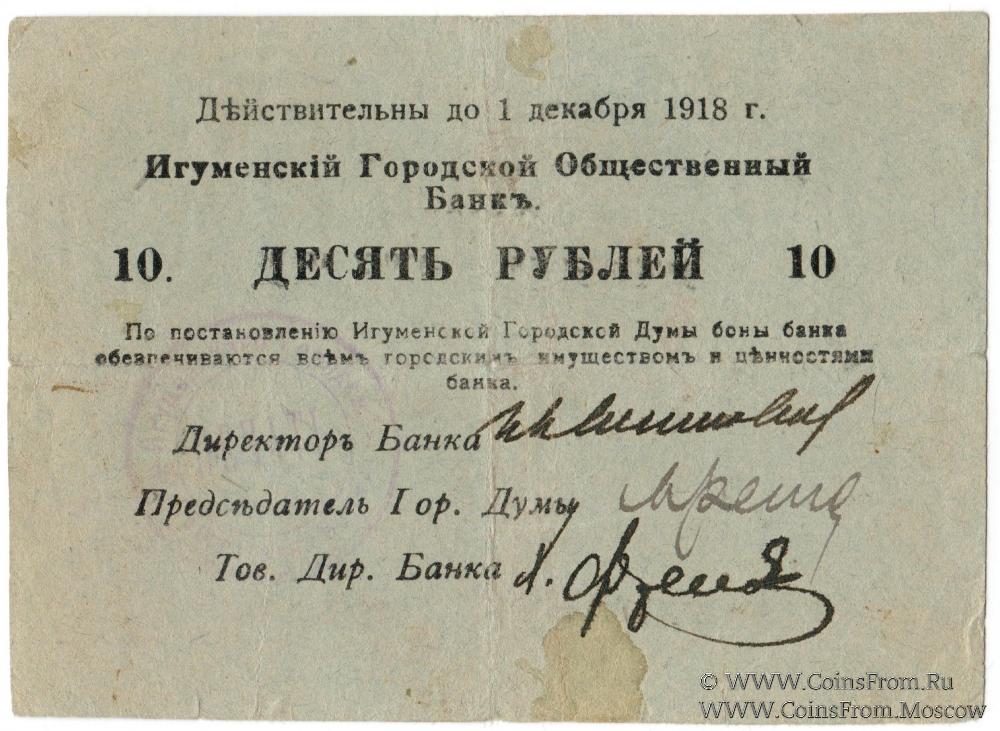 Дѣйствительны до 1 декабря 1918 г.
Игуменскій Городской Общественный
Банкъ.
10. ДЕСЯТЬ РУБЛЕЙ 10
По постановленію Игуменской Городской Думы боны банка
обезпечиваются всѣмъ городскимъ имуществомъ и цѣнностями
банка.
Директоръ Банка
Предсѣдатель Гор. Думы
Тов. Дир. Банка
© WWW.CoinsFrom.Ru
WWW.CoinsFrom.Moscow